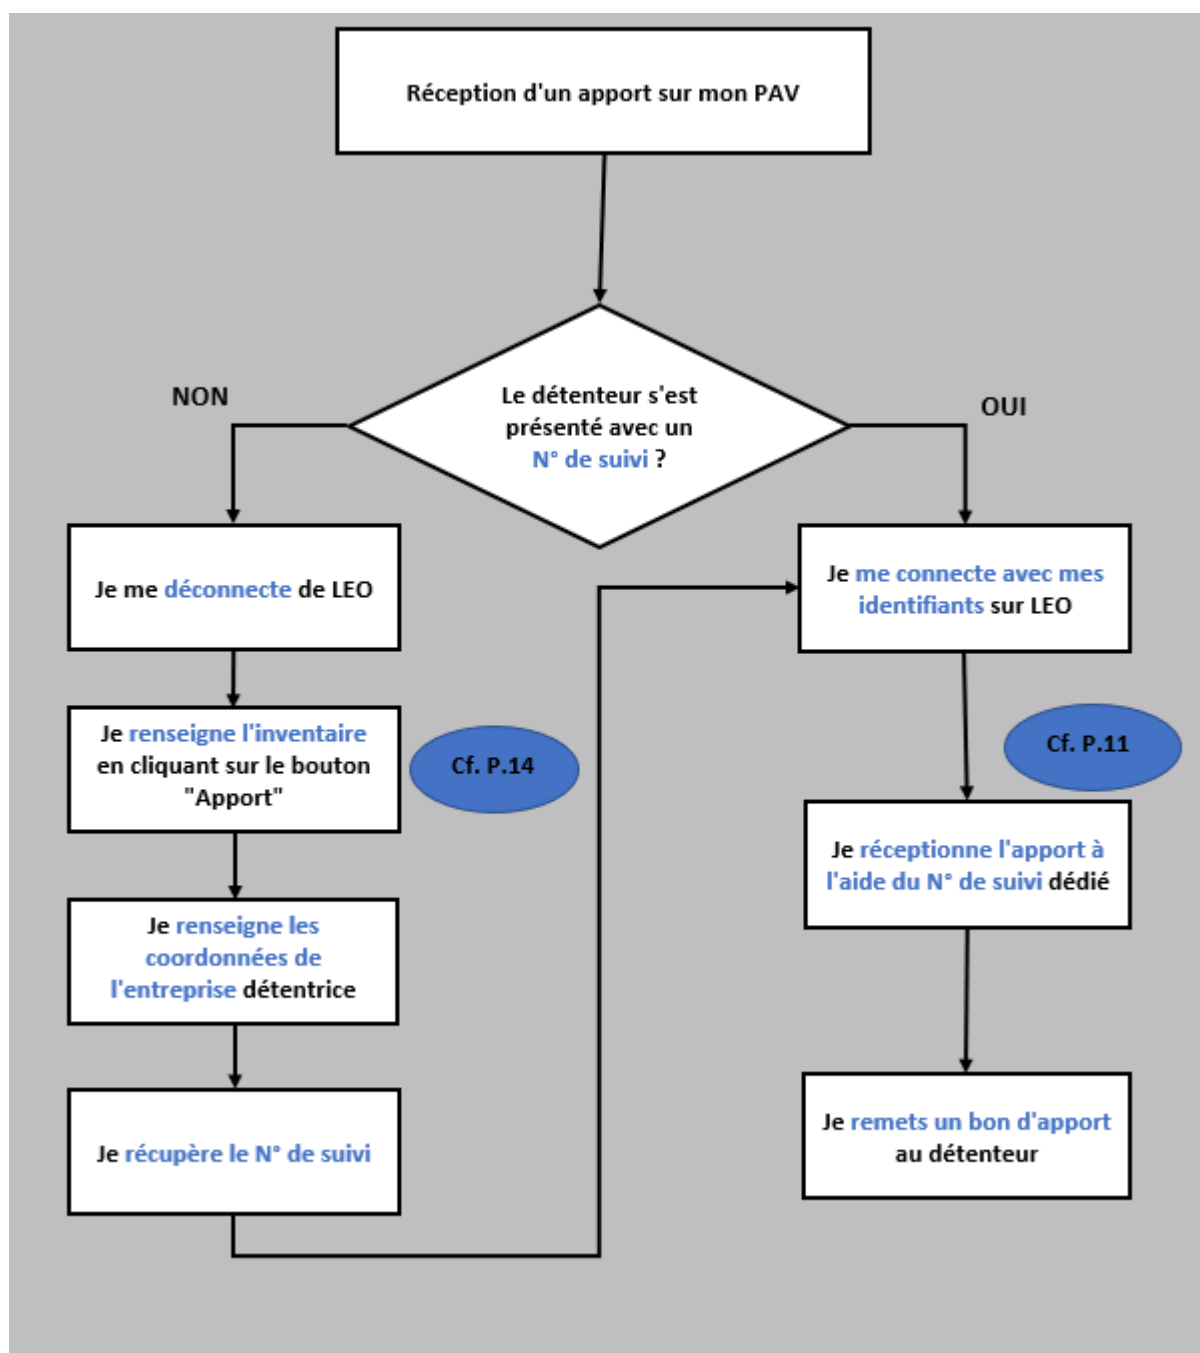 Réception d'un apport sur mon PAV
Le détenteur s'est
présenté avec un
N° de suivi ?
NON
OUI
Je me déconnecte de LEO
Je renseigne l'inventaire
en cliquant sur le bouton
"Apport"
Cf. P.14
Je renseigne les
coordonnées de
l'entreprise détentrice
Je récupère le N° de suivi
Je me connecte avec mes
identifiants sur LEO
Cf. P.11
Je réceptionne l'apport à
l'aide du N° de suivi dédié
Je remets un bon d'apport
au détenteur